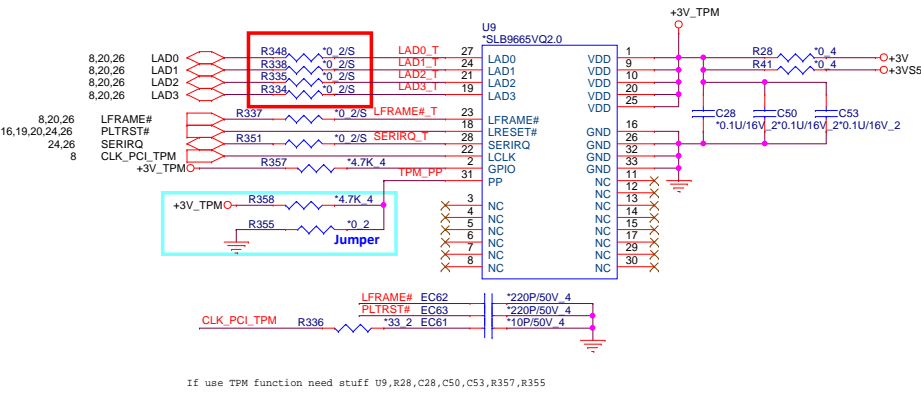 +3V_TPM
U9
*SLB9665VQ2.0
8,20,26 LAD0 R348 *0_2/S LAD0_T 27 LAD0 VDD 1 R28 *0_4 +3V
8,20,26 LAD1 R338 *0_2/S LAD1_T 24 LAD1 VDD 9 R41 *0_4 +3VS5
8,20,26 LAD2 R335 *0_2/S LAD2_T 21 LAD2 VDD 10
8,20,26 LAD3 R334 *0_2/S LAD3_T 19 LAD3 VDD 20
VDD 25
8,20,26 LFRAME# R337 *0_2/S LFRAME#_T 23 LFRAME# C28 C50 C53
*0.1U/16V_2 *0.1U/16V_2 *0.1U/16V_2
16,19,20,24,26 PLTRST# 18 LRESET# GND 16
24,26 SERIRQ R351 *0_2/S SERIRQ_T 28 SERIRQ GND 26
8 CLK_PCI_TPM 22 LCLK GND 32
+3V_TPM R357 *4.7K_4 2 GPIO GND 33
TPM_PP 31 PP NC 11
NC 12
+3V_TPM R358 *4.7K_4 3 NC NC 13
4 NC NC 14
R355 *0_2 5 NC NC 15
Jumper 6 NC NC 17
7 NC NC 29
8 NC NC 30
LFRAME# EC62 *220P/50V_4
PLTRST# EC63 *220P/50V_4
CLK_PCI_TPM R336 *33_2 EC61 *10P/50V_4
If use TPM function need stuff U9,R28,C28,C50,C53,R357,R355